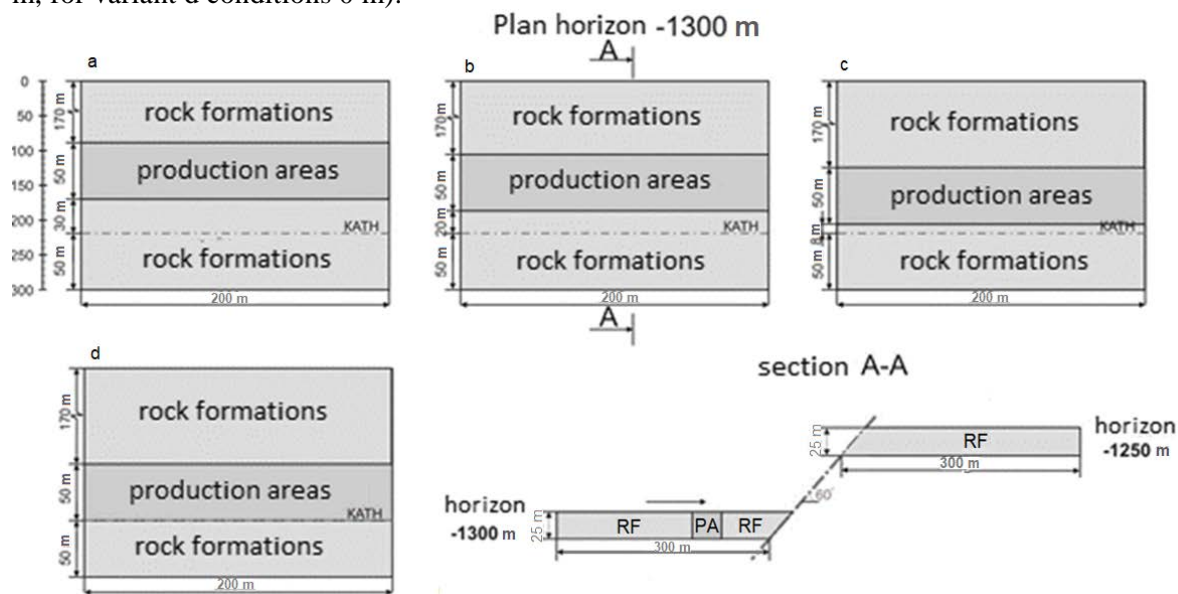 m, for variant d conditions 0 m).
Plan horizon -1300 m
A
a
0
50
100
150
200
250
300
170 m
50 m
30 m
50 m
rock formations
production areas
KATH
rock formations
200 m
b
170 m
50 m
20 m
50 m
rock formations
production areas
KATH
rock formations
200 m
A
c
170 m
50 m
8 m
50 m
rock formations
production areas
KATH
rock formations
200 m
d
170 m
50 m
50 m
rock formations
production areas
KATH
rock formations
200 m
section A-A
25 m
RF
300 m
horizon
-1250 m
60°
horizon
-1300 m
25 m
RF
PA
RF
300 m